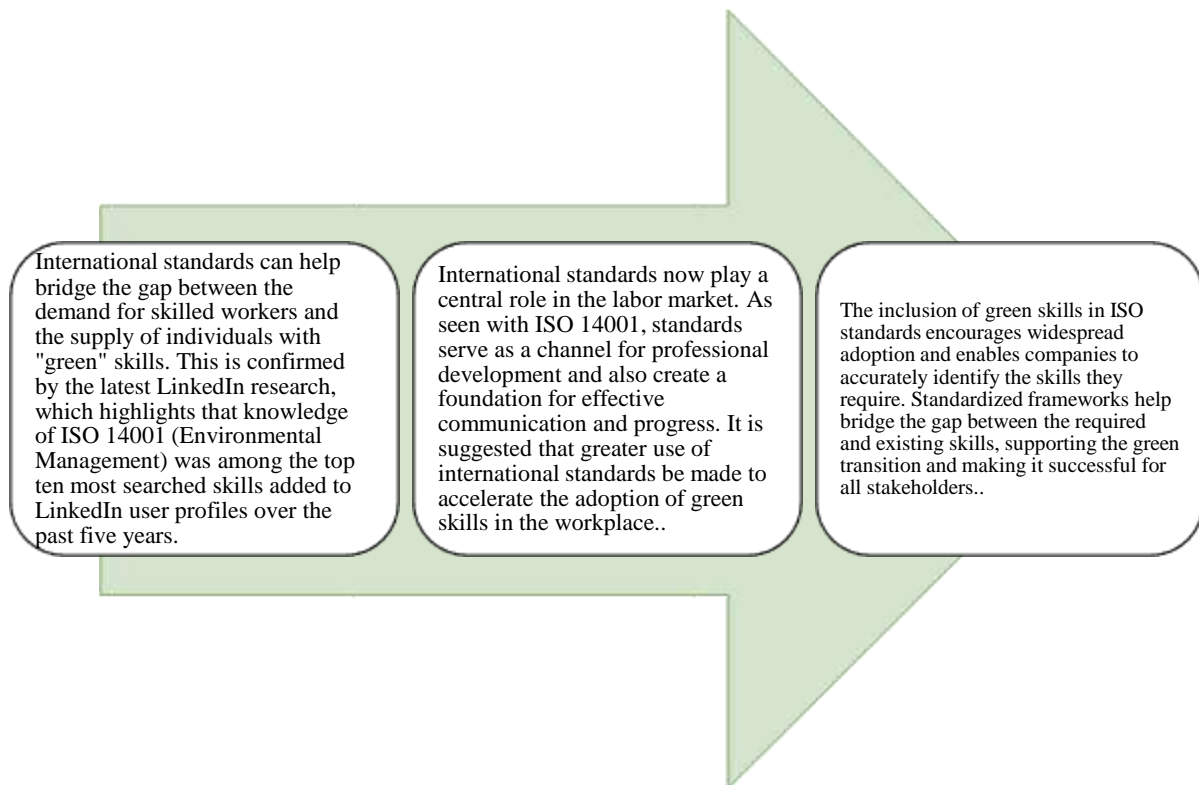 International standards can help
bridge the gap between the
demand for skilled workers and
the supply of individuals with
"green" skills. This is confirmed
by the latest LinkedIn research,
which highlights that knowledge
of ISO 14001 (Environmental
Management) was among the top
ten most searched skills added to
LinkedIn user profiles over the
past five years.
International standards now play a
central role in the labor market. As
seen with ISO 14001, standards
serve as a channel for professional
development and also create a
foundation for effective
communication and progress. It is
suggested that greater use of
international standards be made to
accelerate the adoption of green
skills in the workplace..
The inclusion of green skills in ISO
standards encourages widespread
adoption and enables companies to
accurately identify the skills they
require. Standardized frameworks help
bridge the gap between the required
and existing skills, supporting the green
transition and making it successful for
all stakeholders..